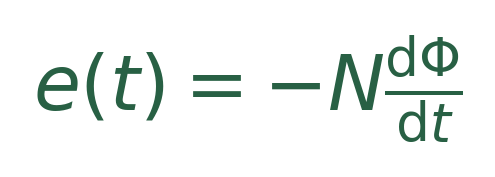 e(t) = −N dΦ/dt